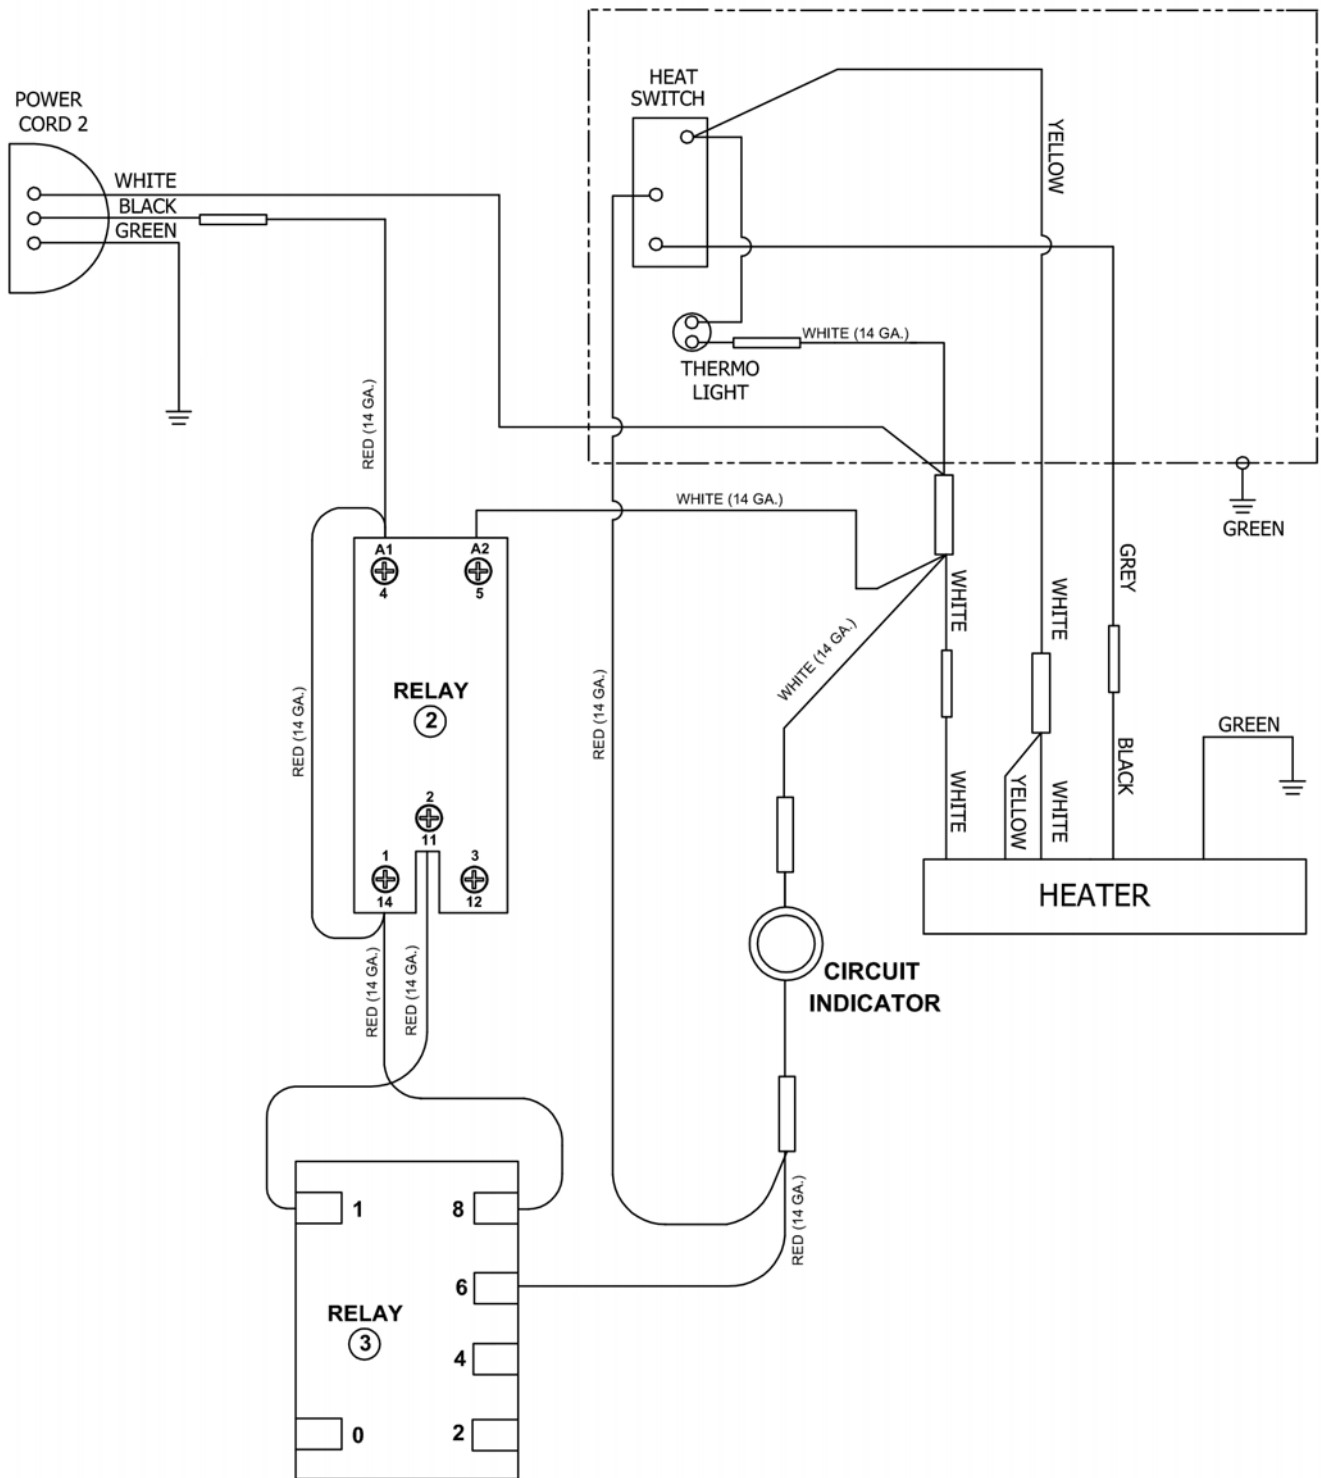 POWER
CORD 2
WHITE
BLACK
GREEN
HEAT
SWITCH
YELLOW
WHITE (14 GA.)
THERMO
LIGHT
RED (14 GA.)
WHITE (14 GA.)
GREEN
A1
A2
4
5
RELAY
2
2
11
1
3
14
12
RED (14 GA.)
RED (14 GA.)
RED (14 GA.)
RED (14 GA.)
WHITE (14 GA.)
WHITE
WHITE
GREY
WHITE
YELLOW
WHITE
BLACK
GREEN
HEATER
CIRCUIT
INDICATOR
RED (14 GA.)
1
8
6
RELAY
3
4
0
2